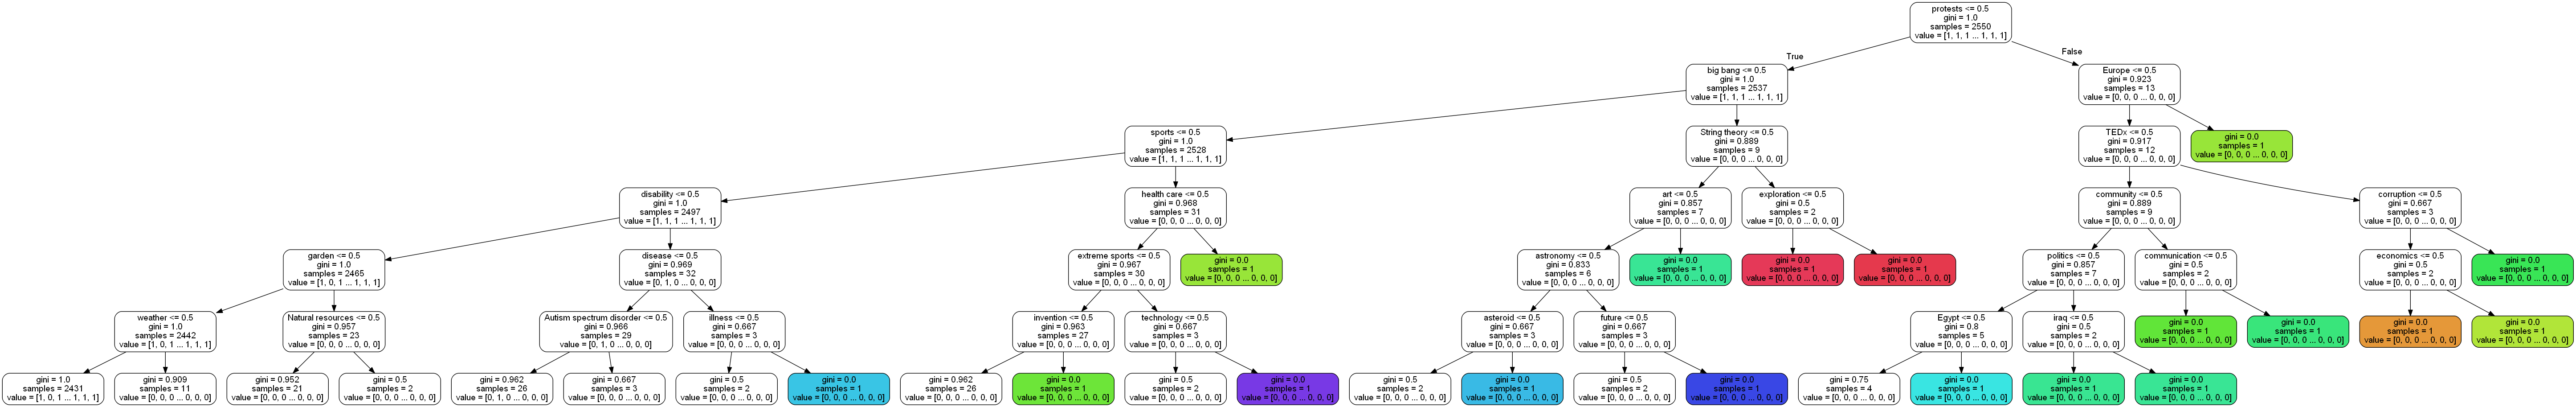 protests <= 0.5
gini = 1.0
samples = 2550
value = [1, 1, 1 ... 1, 1, 1]
True
False
big bang <= 0.5
gini = 1.0
samples = 2537
value = [1, 1, 1 ... 1, 1, 1]
Europe <= 0.5
gini = 0.923
samples = 13
value = [0, 0, 0 ... 0, 0, 0]
sports <= 0.5
gini = 1.0
samples = 2528
value = [1, 1, 1 ... 1, 1, 1]
String theory <= 0.5
gini = 0.889
samples = 9
value = [0, 0, 0 ... 0, 0, 0]
TEDx <= 0.5
gini = 0.917
samples = 12
value = [0, 0, 0 ... 0, 0, 0]
gini = 0.0
samples = 1
value = [0, 0, 0 ... 0, 0, 0]
disability <= 0.5
gini = 1.0
samples = 2497
value = [1, 1, 1 ... 1, 1, 1]
health care <= 0.5
gini = 0.968
samples = 31
value = [0, 0, 0 ... 0, 0, 0]
art <= 0.5
gini = 0.857
samples = 7
value = [0, 0, 0 ... 0, 0, 0]
exploration <= 0.5
gini = 0.5
samples = 2
value = [0, 0, 0 ... 0, 0, 0]
community <= 0.5
gini = 0.889
samples = 9
value = [0, 0, 0 ... 0, 0, 0]
corruption <= 0.5
gini = 0.667
samples = 3
value = [0, 0, 0 ... 0, 0, 0]
garden <= 0.5
gini = 1.0
samples = 2465
value = [1, 0, 1 ... 1, 1, 1]
disease <= 0.5
gini = 0.969
samples = 32
value = [0, 1, 0 ... 0, 0, 0]
extreme sports <= 0.5
gini = 0.967
samples = 30
value = [0, 0, 0 ... 0, 0, 0]
gini = 0.0
samples = 1
value = [0, 0, 0 ... 0, 0, 0]
astronomy <= 0.5
gini = 0.833
samples = 6
value = [0, 0, 0 ... 0, 0, 0]
gini = 0.0
samples = 1
value = [0, 0, 0 ... 0, 0, 0]
gini = 0.0
samples = 1
value = [0, 0, 0 ... 0, 0, 0]
gini = 0.0
samples = 1
value = [0, 0, 0 ... 0, 0, 0]
politics <= 0.5
gini = 0.857
samples = 7
value = [0, 0, 0 ... 0, 0, 0]
communication <= 0.5
gini = 0.5
samples = 2
value = [0, 0, 0 ... 0, 0, 0]
economics <= 0.5
gini = 0.5
samples = 2
value = [0, 0, 0 ... 0, 0, 0]
gini = 0.0
samples = 1
value = [0, 0, 0 ... 0, 0, 0]
weather <= 0.5
gini = 1.0
samples = 2442
value = [1, 0, 1 ... 1, 1, 1]
Natural resources <= 0.5
gini = 0.957
samples = 23
value = [0, 0, 0 ... 0, 0, 0]
Autism spectrum disorder <= 0.5
gini = 0.966
samples = 29
value = [0, 1, 0 ... 0, 0, 0]
illness <= 0.5
gini = 0.667
samples = 3
value = [0, 0, 0 ... 0, 0, 0]
invention <= 0.5
gini = 0.963
samples = 27
value = [0, 0, 0 ... 0, 0, 0]
technology <= 0.5
gini = 0.667
samples = 3
value = [0, 0, 0 ... 0, 0, 0]
asteroid <= 0.5
gini = 0.667
samples = 3
value = [0, 0, 0 ... 0, 0, 0]
future <= 0.5
gini = 0.667
samples = 3
value = [0, 0, 0 ... 0, 0, 0]
Egypt <= 0.5
gini = 0.8
samples = 5
value = [0, 0, 0 ... 0, 0, 0]
iraq <= 0.5
gini = 0.5
samples = 2
value = [0, 0, 0 ... 0, 0, 0]
gini = 0.0
samples = 1
value = [0, 0, 0 ... 0, 0, 0]
gini = 0.0
samples = 1
value = [0, 0, 0 ... 0, 0, 0]
gini = 0.0
samples = 1
value = [0, 0, 0 ... 0, 0, 0]
gini = 0.0
samples = 1
value = [0, 0, 0 ... 0, 0, 0]
gini = 1.0
samples = 2431
value = [1, 0, 1 ... 1, 1, 1]
gini = 0.909
samples = 11
value = [0, 0, 0 ... 0, 0, 0]
gini = 0.952
samples = 21
value = [0, 0, 0 ... 0, 0, 0]
gini = 0.5
samples = 2
value = [0, 0, 0 ... 0, 0, 0]
gini = 0.962
samples = 26
value = [0, 1, 0 ... 0, 0, 0]
gini = 0.667
samples = 3
value = [0, 0, 0 ... 0, 0, 0]
gini = 0.5
samples = 2
value = [0, 0, 0 ... 0, 0, 0]
gini = 0.0
samples = 1
value = [0, 0, 0 ... 0, 0, 0]
gini = 0.962
samples = 26
value = [0, 0, 0 ... 0, 0, 0]
gini = 0.0
samples = 1
value = [0, 0, 0 ... 0, 0, 0]
gini = 0.5
samples = 2
value = [0, 0, 0 ... 0, 0, 0]
gini = 0.0
samples = 1
value = [0, 0, 0 ... 0, 0, 0]
gini = 0.5
samples = 2
value = [0, 0, 0 ... 0, 0, 0]
gini = 0.0
samples = 1
value = [0, 0, 0 ... 0, 0, 0]
gini = 0.5
samples = 2
value = [0, 0, 0 ... 0, 0, 0]
gini = 0.0
samples = 1
value = [0, 0, 0 ... 0, 0, 0]
gini = 0.75
samples = 4
value = [0, 0, 0 ... 0, 0, 0]
gini = 0.0
samples = 1
value = [0, 0, 0 ... 0, 0, 0]
gini = 0.0
samples = 1
value = [0, 0, 0 ... 0, 0, 0]
gini = 0.0
samples = 1
value = [0, 0, 0 ... 0, 0, 0]